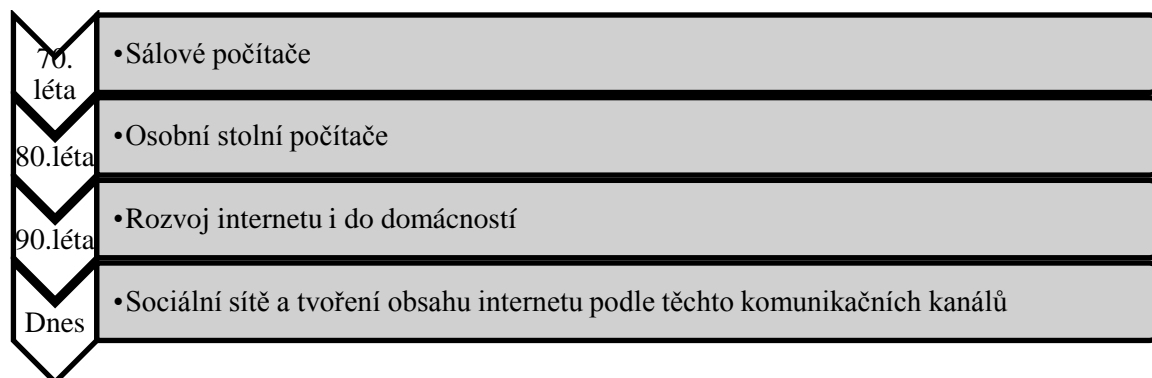 70.
léta
•Sálové počítače
80.léta
•Osobní stolní počítače
90.léta
•Rozvoj internetu i do domácností
Dnes
•Sociální sítě a tvoření obsahu internetu podle těchto komunikačních kanálů